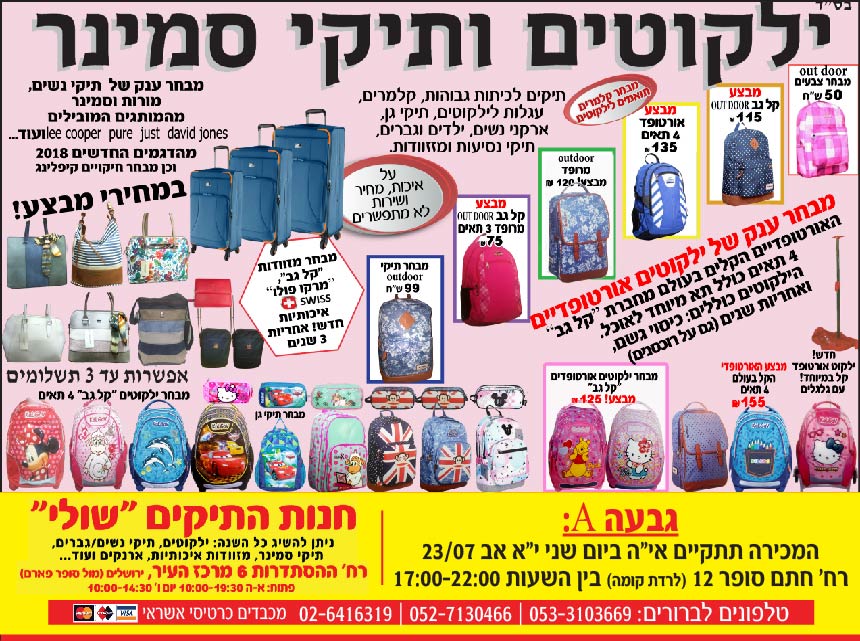 בס״ד
ילקוטים ותיקי סמינר
מבחר ענק של תיקי נשים,
מורות וסמינר
מהמותגים המובילים
lee cooper pure just david jones ועוד...
מהדגמים החדשים 2018
וכן מבחר חיקויים קיפלינג
במחירי מבצע!
תיקים לכיתות גבוהות, קלמרים,
עגלות לילקוטים, תיקי גן,
ארקני נשים, ילדים וגברים,
תיקי נסיעות ומזוודות.
מבחר קלמרים
תואמים לילקוטים
על
איכות, מחיר
ושירות
לא מתפשרים
out door
מבחר צבעים
50 ש״ח
מבצע
קל גב OUT DOOR
115 ₪
מבצע
אורטופד
4 תאים
135 ₪
outdoor
מרופד
מבצע! 120 ₪
מבצע
קל גב OUT DOOR
מרופד 3 תאים
75 ₪
מבחר תיקי
outdoor
99 ש״ח
מבחר מזוודות
״קל גב״,
״מרקו פולו״
SWISS
איכותיות
חדש! אחריות
3 שנים
מבחר ענק של ילקוטים אורטופדיים
האורטופדיים הקלים בעולם מחברת ״קל גב״
4 תאים כולל תא מיוחד לאוכל.
הילקוטים כוללים: כיסוי גשם,
ואחריות שנים (גם על רוכסנים)
חדש!
ילקוט אורטופד
קל במיוחד!
עם גלגלים
מבצע האורטופדי
הקל בעולם
155 ₪
מבחר ילקוטים אורטופדים
״קל גב״
מבצע! 125 ₪
אפשרות עד 3 תשלומים
מבחר ילקוטים ״קל גב״ 4 תאים
מבחר תיקי גן
גבעה A:
המכירה תתקיים אי״ה ביום שני י״א אב 23/07
רח׳ חתם סופר 12 (לרדת קומה) בין השעות 17:00-22:00
חנות התיקים ״שולי״
ניתן להשיג כל השנה: ילקוטים, תיקי נשים/גברים,
תיקי סמינר, מזוודות איכותיות, ארנקים ועוד...
רח׳ ההסתדרות 6 מרכז העיר, ירושלים (מול סופר פארם)
פתוח: א-ה 10:00-19:30 יום ו׳ 10:00-14:30
טלפונים לברורים: 053-3103669 | 052-7130466 | 02-6416319 מכבדים כרטיסי אשראי
VISA